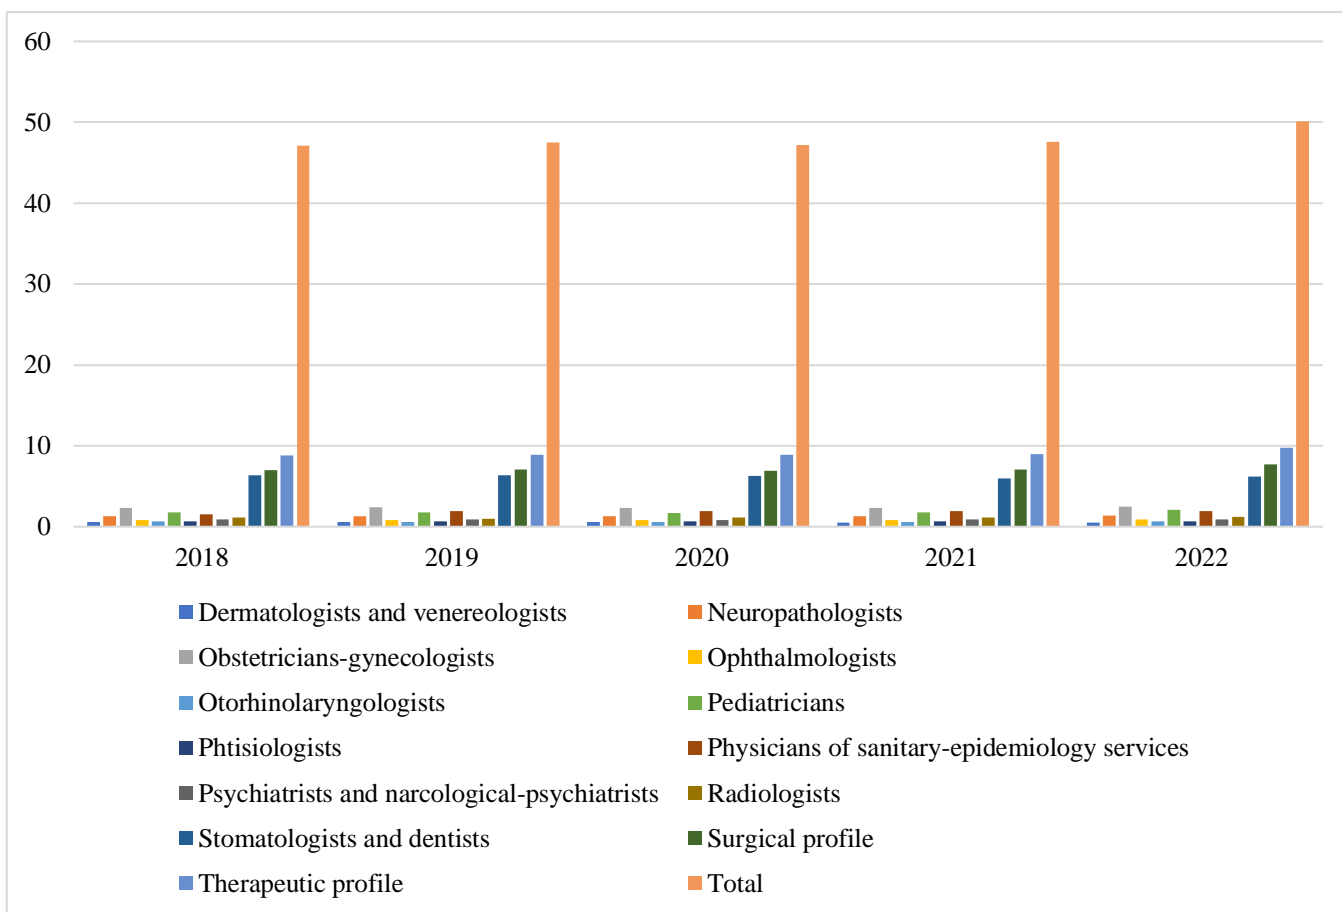 60
50
40
30
20
10
0
2018 2019 2020 2021 2022
Dermatologists and venereologists Neuropathologists
Obstetricians-gynecologists Ophthalmologists
Otorhinolaryngologists Pediatricians
Phtisiologists Physicians of sanitary-epidemiology services
Psychiatrists and narcological-psychiatrists Radiologists
Stomatologists and dentists Surgical profile
Therapeutic profile Total